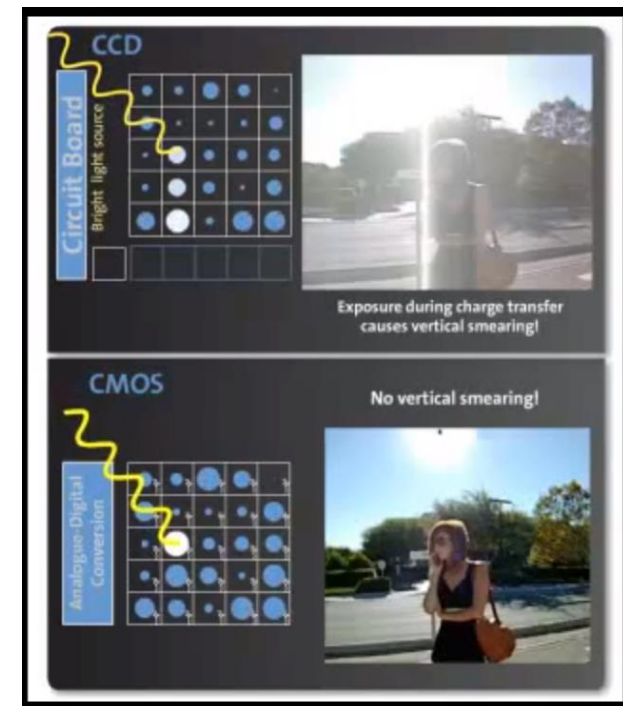 CCD
Circuit Board
Bright light source
Exposure during charge transfer
causes vertical smearing!
CMOS
No vertical smearing!
Analogue-Digital
Conversion